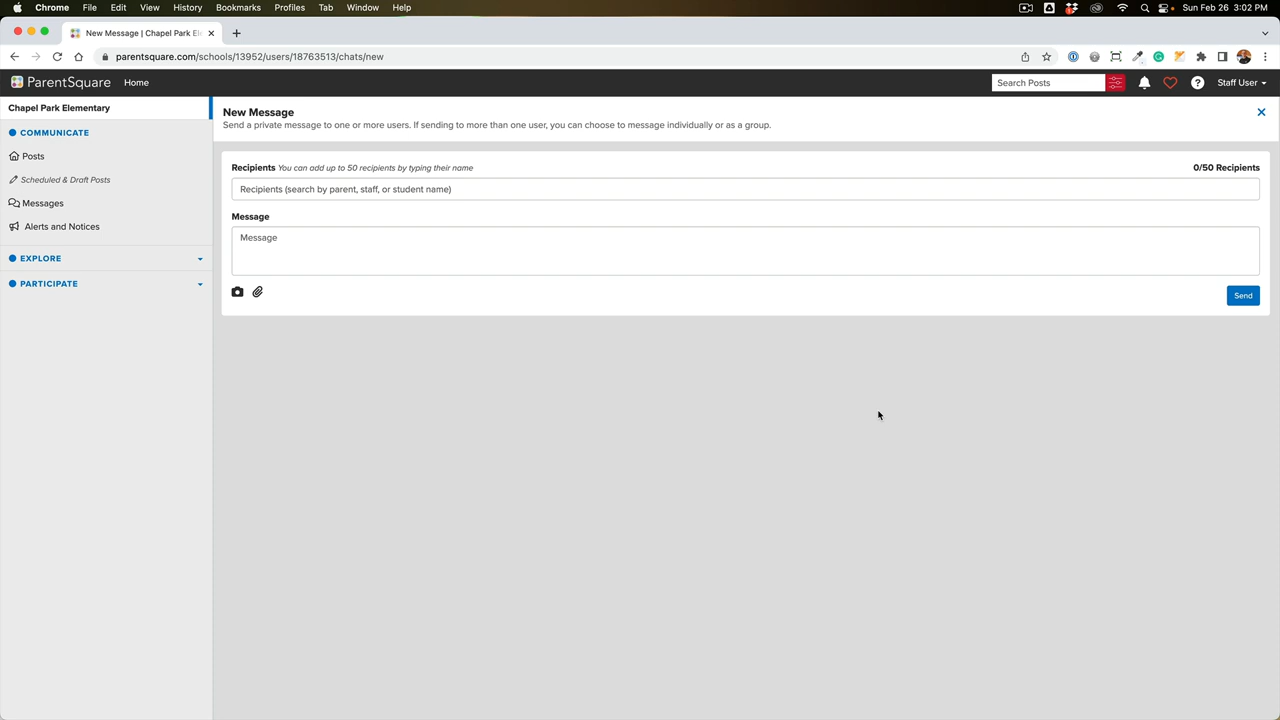 Chrome File Edit View History Bookmarks Profiles Tab Window Help Sun Feb 26 3:02 PM
New Message | Chapel Park Ele
parentsquare.com/schools/13952/users/18763513/chats/new
ParentSquare Home Search Posts Staff User
Chapel Park Elementary
COMMUNICATE
Posts
Scheduled & Draft Posts
Messages
Alerts and Notices
EXPLORE
PARTICIPATE
New Message
Send a private message to one or more users. If sending to more than one user, you can choose to message individually or as a group.
Recipients You can add up to 50 recipients by typing their name 0/50 Recipients
Recipients (search by parent, staff, or student name)
Message
Message
Send